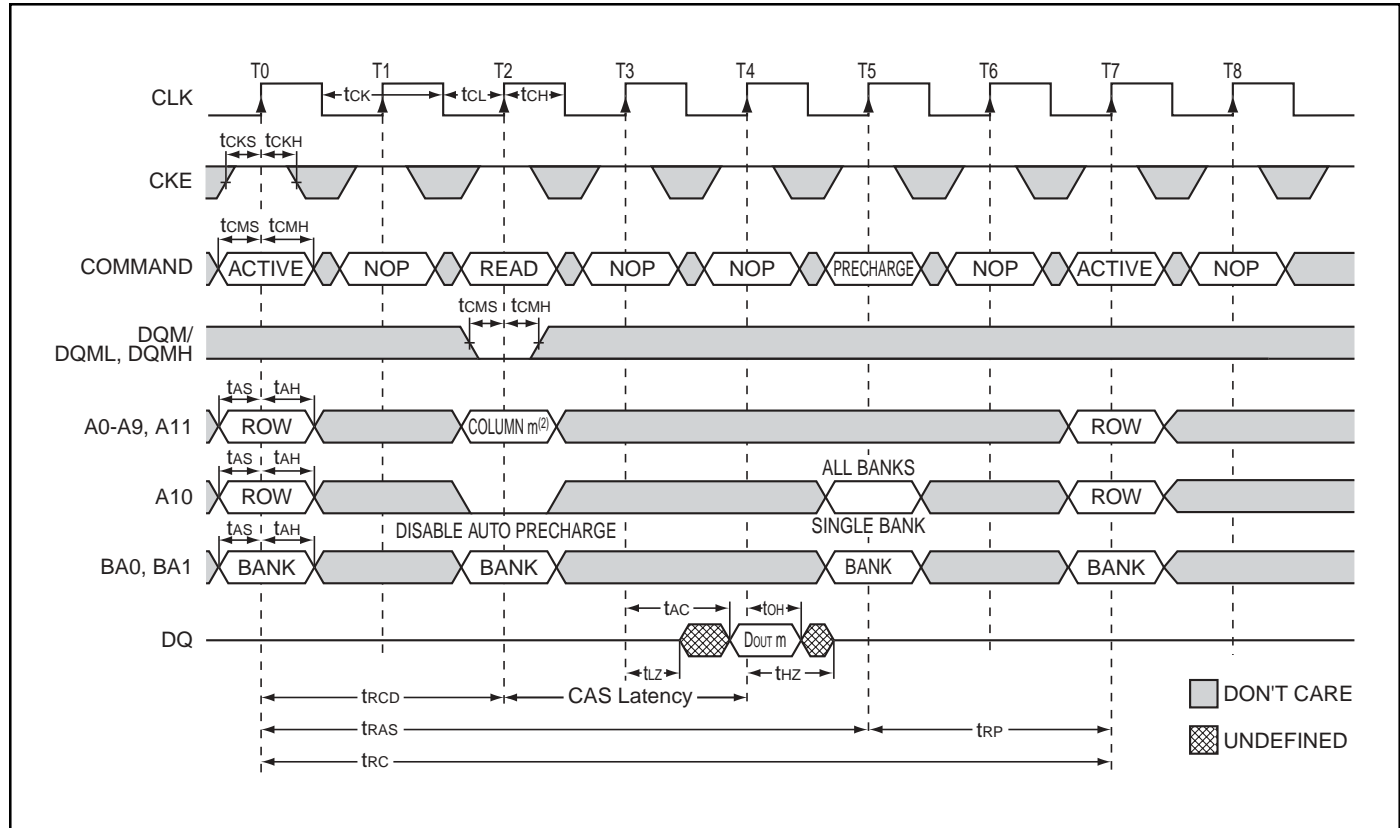 T0 T1 T2 T3 T4 T5 T6 T7 T8
CLK tCK tCL tCH
tCKS tCKH
CKE
tCMS tCMH
COMMAND ACTIVE NOP READ NOP NOP PRECHARGE NOP ACTIVE NOP
tCMS tCMH
DQM/
DQML, DQMH
tAS tAH
A0-A9, A11 ROW COLUMN m(2) ROW
tAS tAH ALL BANKS
A10 ROW ROW
DISABLE AUTO PRECHARGE SINGLE BANK
tAS tAH
BA0, BA1 BANK BANK BANK BANK
tAC tOH
DQ DOUT m
tLZ tHZ
tRCD CAS Latency
DON'T CARE
tRAS tRP
UNDEFINED
tRC